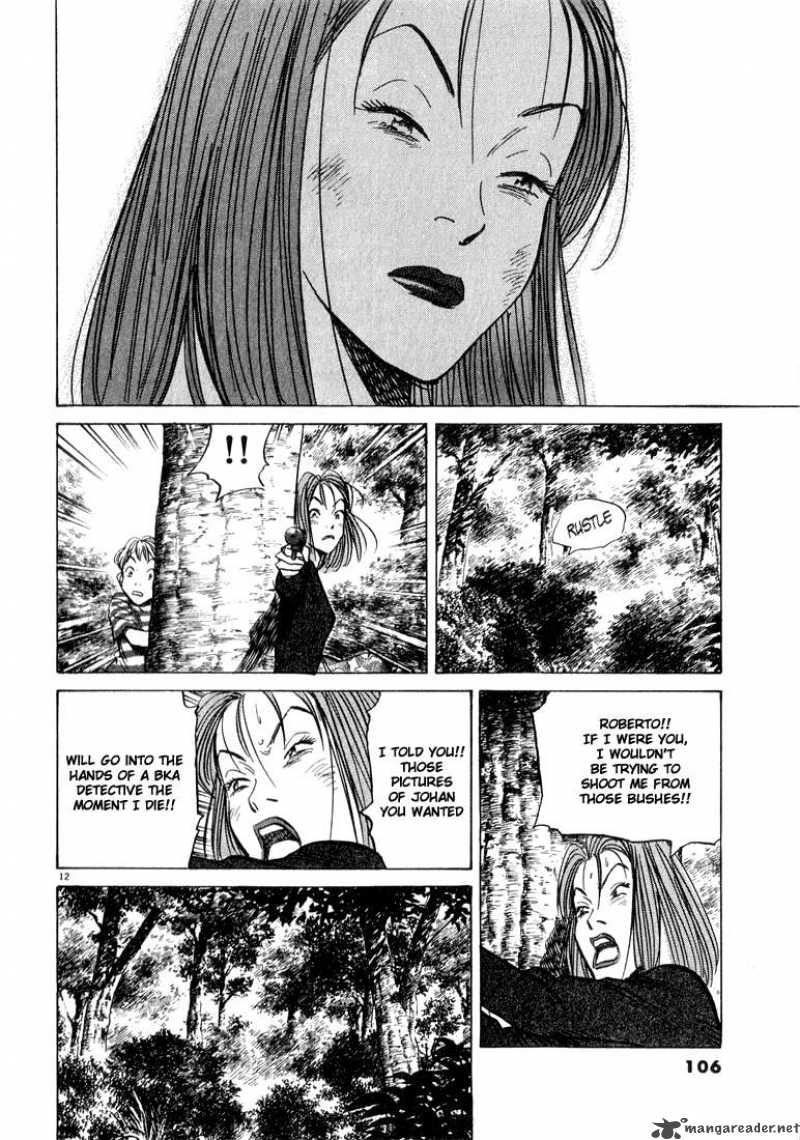 !!
RUSTLE
ROBERTO!!
IF I WERE YOU,
I WOULDN'T
BE TRYING TO
SHOOT ME FROM
THOSE BUSHES!!
I TOLD YOU!!
THOSE
PICTURES
OF JOHAN
YOU WANTED
WILL GO INTO THE
HANDS OF A BKA
DETECTIVE THE
MOMENT I DIE!!
12
106
mangareader.net